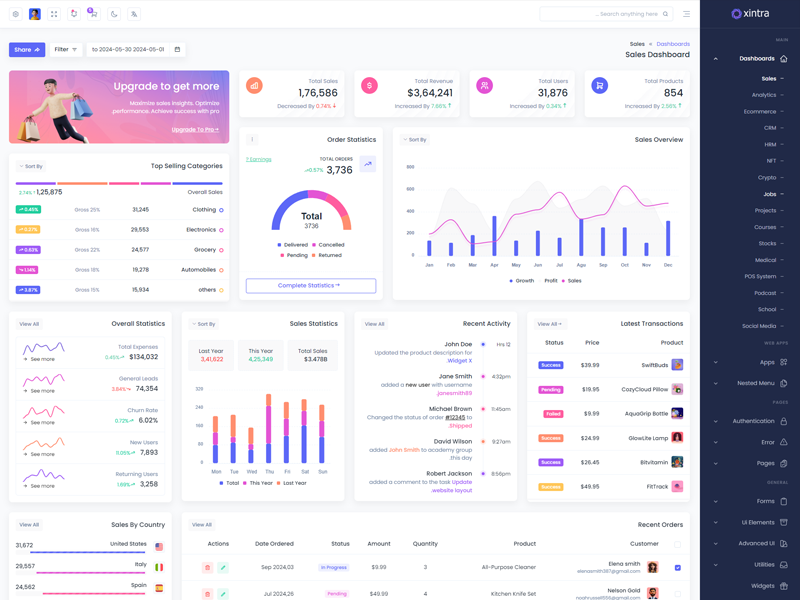 ... Search anything here
5
xintra
Share
Filter
to 2024-05-30 2024-05-01
Sales » Dashboards
Sales Dashboard
Upgrade to get more
Maximize sales insights. Optimize
performance. Achieve success with pro
Upgrade To Pro
Total Sales
1,76,586
Decreased By 0.74%
Total Revenue
$3,64,241
Increased By 7.66%
Total Users
31,876
Increased By 0.34%
Total Products
854
Increased By 2.58%
Sort By
Top Selling Categories
2.74% 1,25,875
Overall Sales
0.45% Gross 25% 31,245 Clothing
Gross 16% 29,553 Electronics
Gross 22% 24,577 Grocery
1.14% Gross 18% 19,278 Automobiles
3.87% Gross 15% 15,934 others
Order Statistics
? Earnings
TOTAL ORDERS
0.57% 3,736
Total
3736
Delivered Cancelled
Pending Returned
Complete Statistics
Sort By
Sales Overview
800
600
400
200
0
Jan Feb Mar Apr May Jun Jul Agu Sep Oct Nov Dec
Growth Profit Sales
View All
Overall Statistics
Total Expenses
0.45% $134,032
See more
General Leads
3.84% 74,354
See more
Churn Rate
0.72% 6.02%
See more
New Users
11.05% 7,893
See more
Returning Users
1.69% 3,258
See more
Sort By
Sales Statistics
Last Year
3,41,622
This Year
4,25,349
Total Sales
$3.478B
320
240
160
80
0
Mon Tue Wed Thu Fri Sat Sun
Total This Year Last Year
View All
Recent Activity
John Doe
Hrs 12
Updated the product description for
.Widget X
Jane Smith
4:32pm
added a new user with username
.janesmith89
Michael Brown
11:45am
Changed the status of order #12345 to
.Shipped
David Wilson
9:27am
added John Smith to academy group
.this day
Robert Jackson
8:56pm
added a comment to the task Update
.website layout
View All
Latest Transactions
Status Price Product
Success $39.99 SwiftBuds
Pending $19.95 CozyCloud Pillow
Failed $9.99 AquaGrip Bottle
Success $24.99 GlowLite Lamp
Success $26.45 Bitvitamin
Success $49.95 FitTrack
View All
Sales By Country
31,672 United States
29,557 Italy
24,562 Spain
View All
Recent Orders
Actions Date Ordered Status Amount Quantity Product Customer
Sep 2024,03 In Progress $9.99 3 All-Purpose Cleaner Elena smith
elenasmith387@gmail.com
Jul 2024,26 Pending $49.99 4 Kitchen Knife Set Nelson Gold
MAIN
Dashboards
Sales
Analytics
Ecommerce
CRM
HRM
NFT
Crypto
Jobs
Projects
Courses
Stocks
Medical
POS System
Podcast
School
Social Media
WEB APPS
Apps
Nested Menu
PAGES
Authentication
Error
Pages
GENERAL
Forms
Ui Elements
Advanced UI
Utilities
Widgets